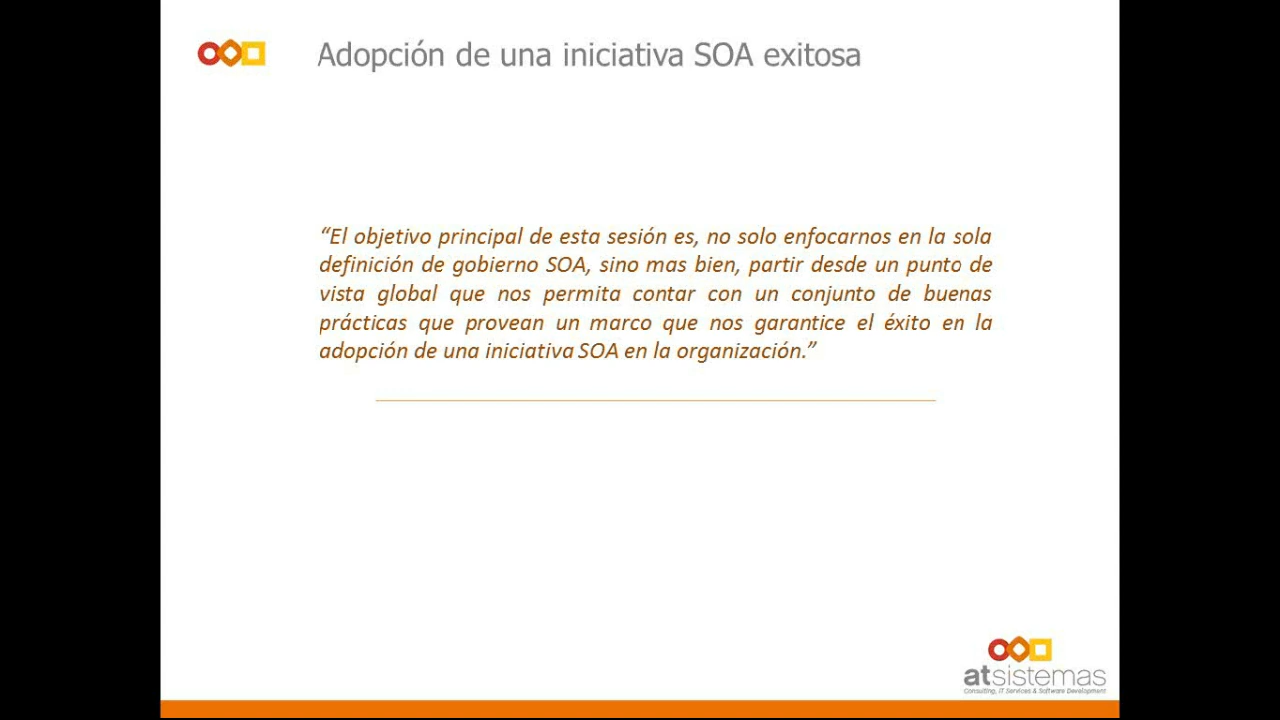 Adopción de una iniciativa SOA exitosa
“El objetivo principal de esta sesión es, no solo enfocarnos en la sola
definición de gobierno SOA, sino mas bien, partir desde un punto de
vista global que nos permita contar con un conjunto de buenas
prácticas que provean un marco que nos garantice el éxito en la
adopción de una iniciativa SOA en la organización.”
atsistemas
Consulting, IT Services & Software Development